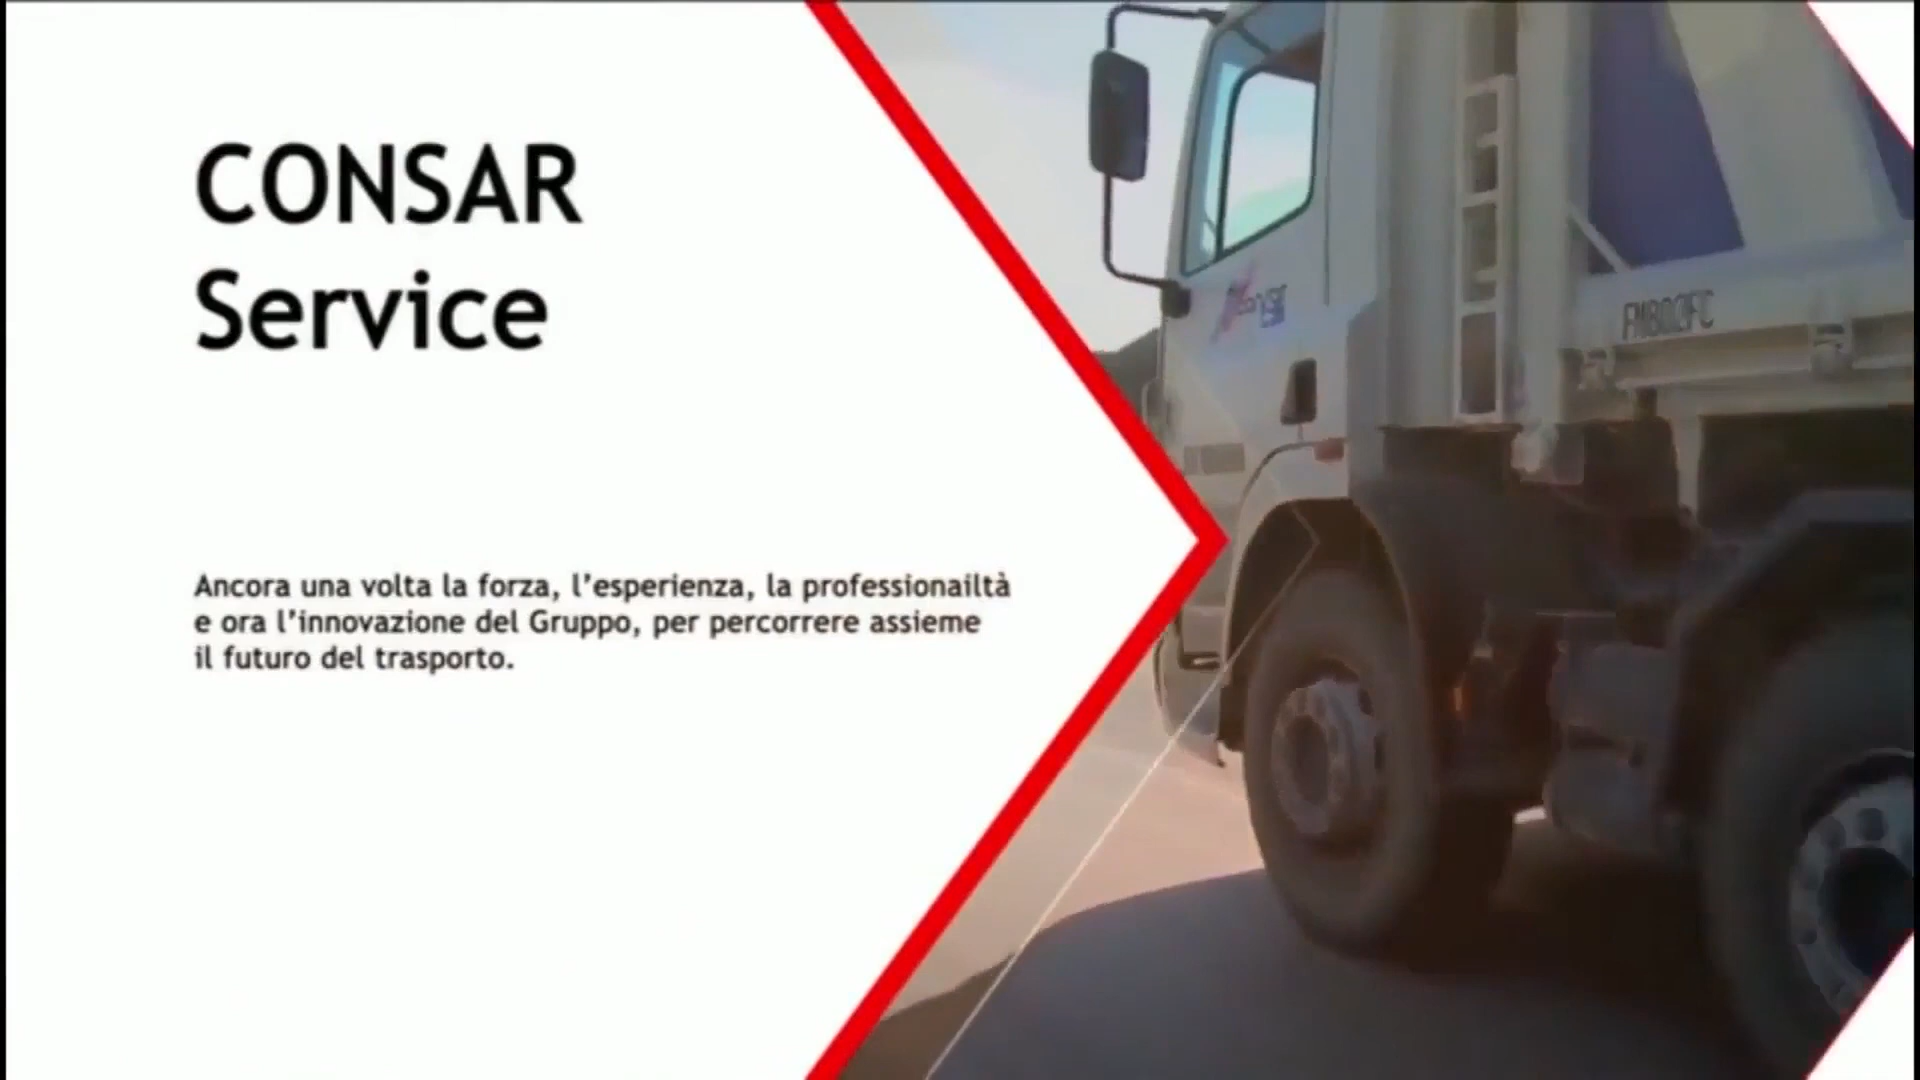 CONSAR
Service
Ancora una volta la forza, l’esperienza, la professionailtà
e ora l’innovazione del Gruppo, per percorrere assieme
il futuro del trasporto.